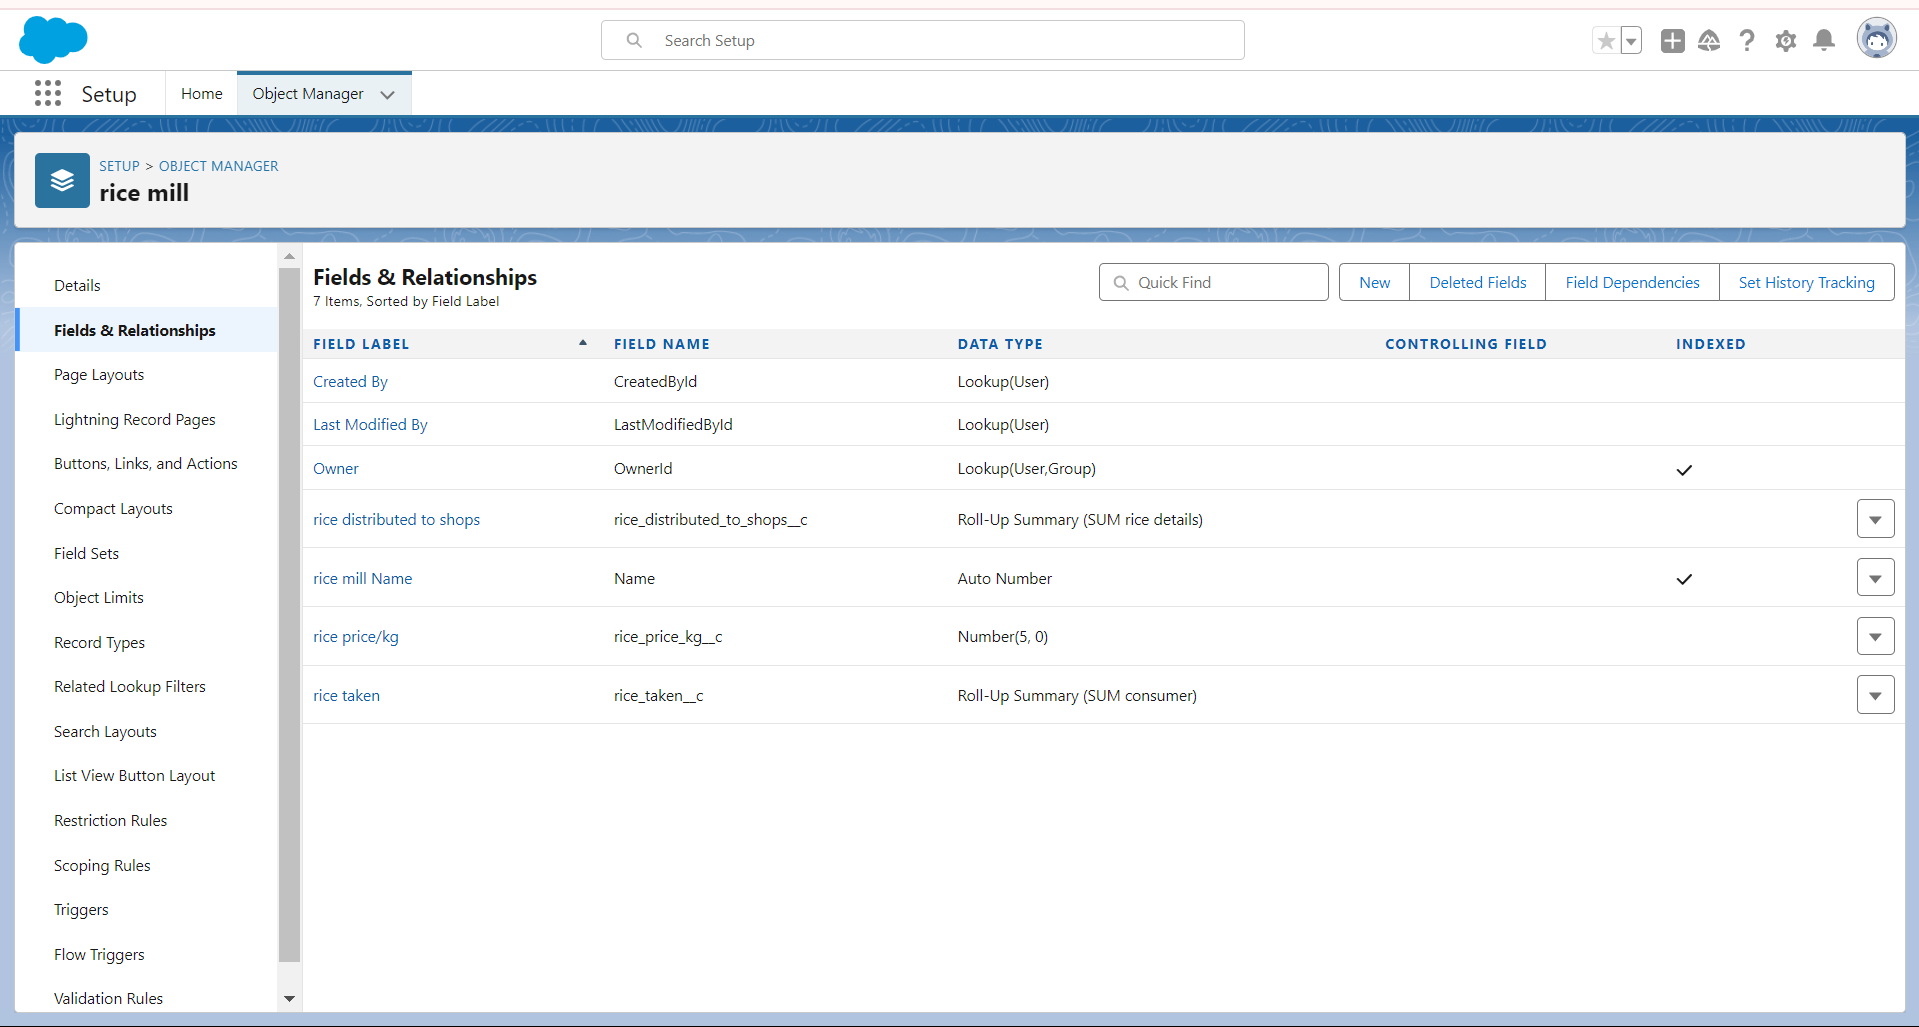 Search Setup
Setup
Home
Object Manager
SETUP > OBJECT MANAGER
rice mill
Details
Fields & Relationships
Page Layouts
Lightning Record Pages
Buttons, Links, and Actions
Compact Layouts
Field Sets
Object Limits
Record Types
Related Lookup Filters
Search Layouts
List View Button Layout
Restriction Rules
Scoping Rules
Triggers
Flow Triggers
Validation Rules
Fields & Relationships
7 Items, Sorted by Field Label
Quick Find
New
Deleted Fields
Field Dependencies
Set History Tracking
FIELD LABEL FIELD NAME DATA TYPE CONTROLLING FIELD INDEXED
Created By CreatedById Lookup(User)
Last Modified By LastModifiedById Lookup(User)
Owner OwnerId Lookup(User,Group)
rice distributed to shops rice_distributed_to_shops__c Roll-Up Summary (SUM rice details)
rice mill Name Name Auto Number
rice price/kg rice_price_kg__c Number(5, 0)
rice taken rice_taken__c Roll-Up Summary (SUM consumer)